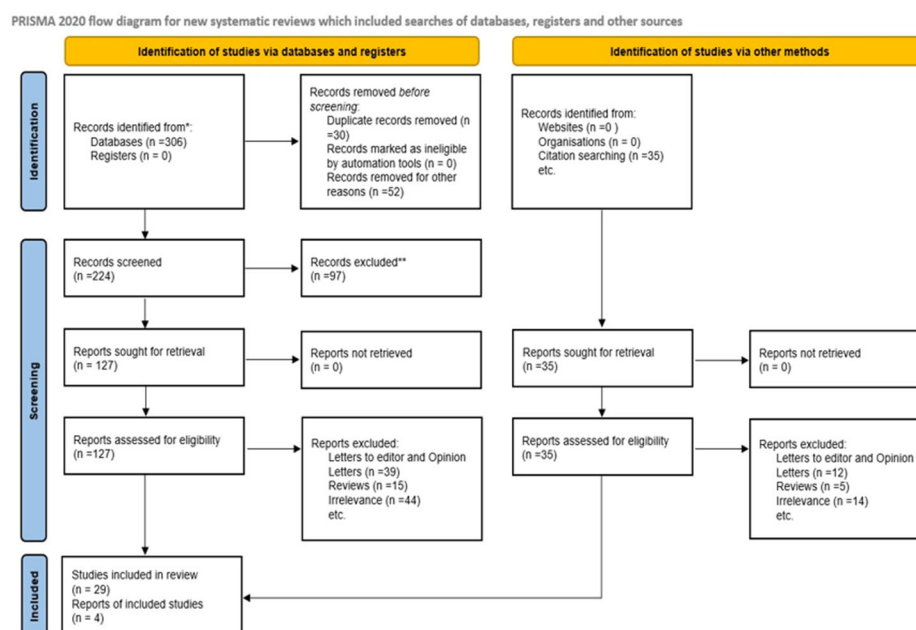 PRISMA 2020 flow diagram for new systematic reviews which included searches of databases, registers and other sources
Identification of studies via databases and registers
Identification of studies via other methods
Identification
Records identified from*:
Databases (n =306)
Registers (n = 0)
Records removed before
screening:
Duplicate records removed (n
=30)
Records marked as ineligible
by automation tools (n = 0)
Records removed for other
reasons (n =52)
Records identified from:
Websites (n =0 )
Organisations (n = 0)
Citation searching (n =35)
etc.
Screening
Records screened
(n =224)
Records excluded**
(n =97)
Reports sought for retrieval
(n = 127)
Reports not retrieved
(n = 0)
Reports sought for retrieval
(n =35)
Reports not retrieved
(n = 0)
Reports assessed for eligibility
(n =127)
Reports excluded:
Letters to editor and Opinion
Letters (n =39)
Reviews (n =15)
Irrelevance (n =44)
etc.
Reports assessed for eligibility
(n =35)
Reports excluded:
Letters to editor and Opinion
Letters (n =12)
Reviews (n =5)
Irrelevance (n =14)
etc.
Included
Studies included in review
(n = 29)
Reports of included studies
(n = 4)